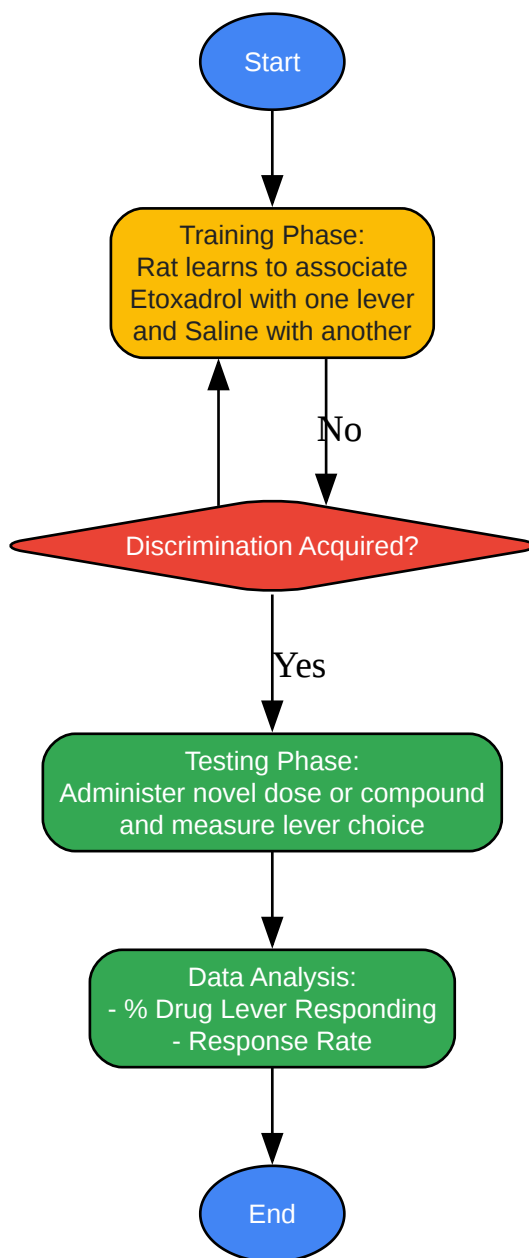 Start
Training Phase:
Rat learns to associate
Etoxadrol with one lever
and Saline with another
No
Discrimination Acquired?
Yes
Testing Phase:
Administer novel dose or compound
and measure lever choice
Data Analysis:
- % Drug Lever Responding
- Response Rate
End